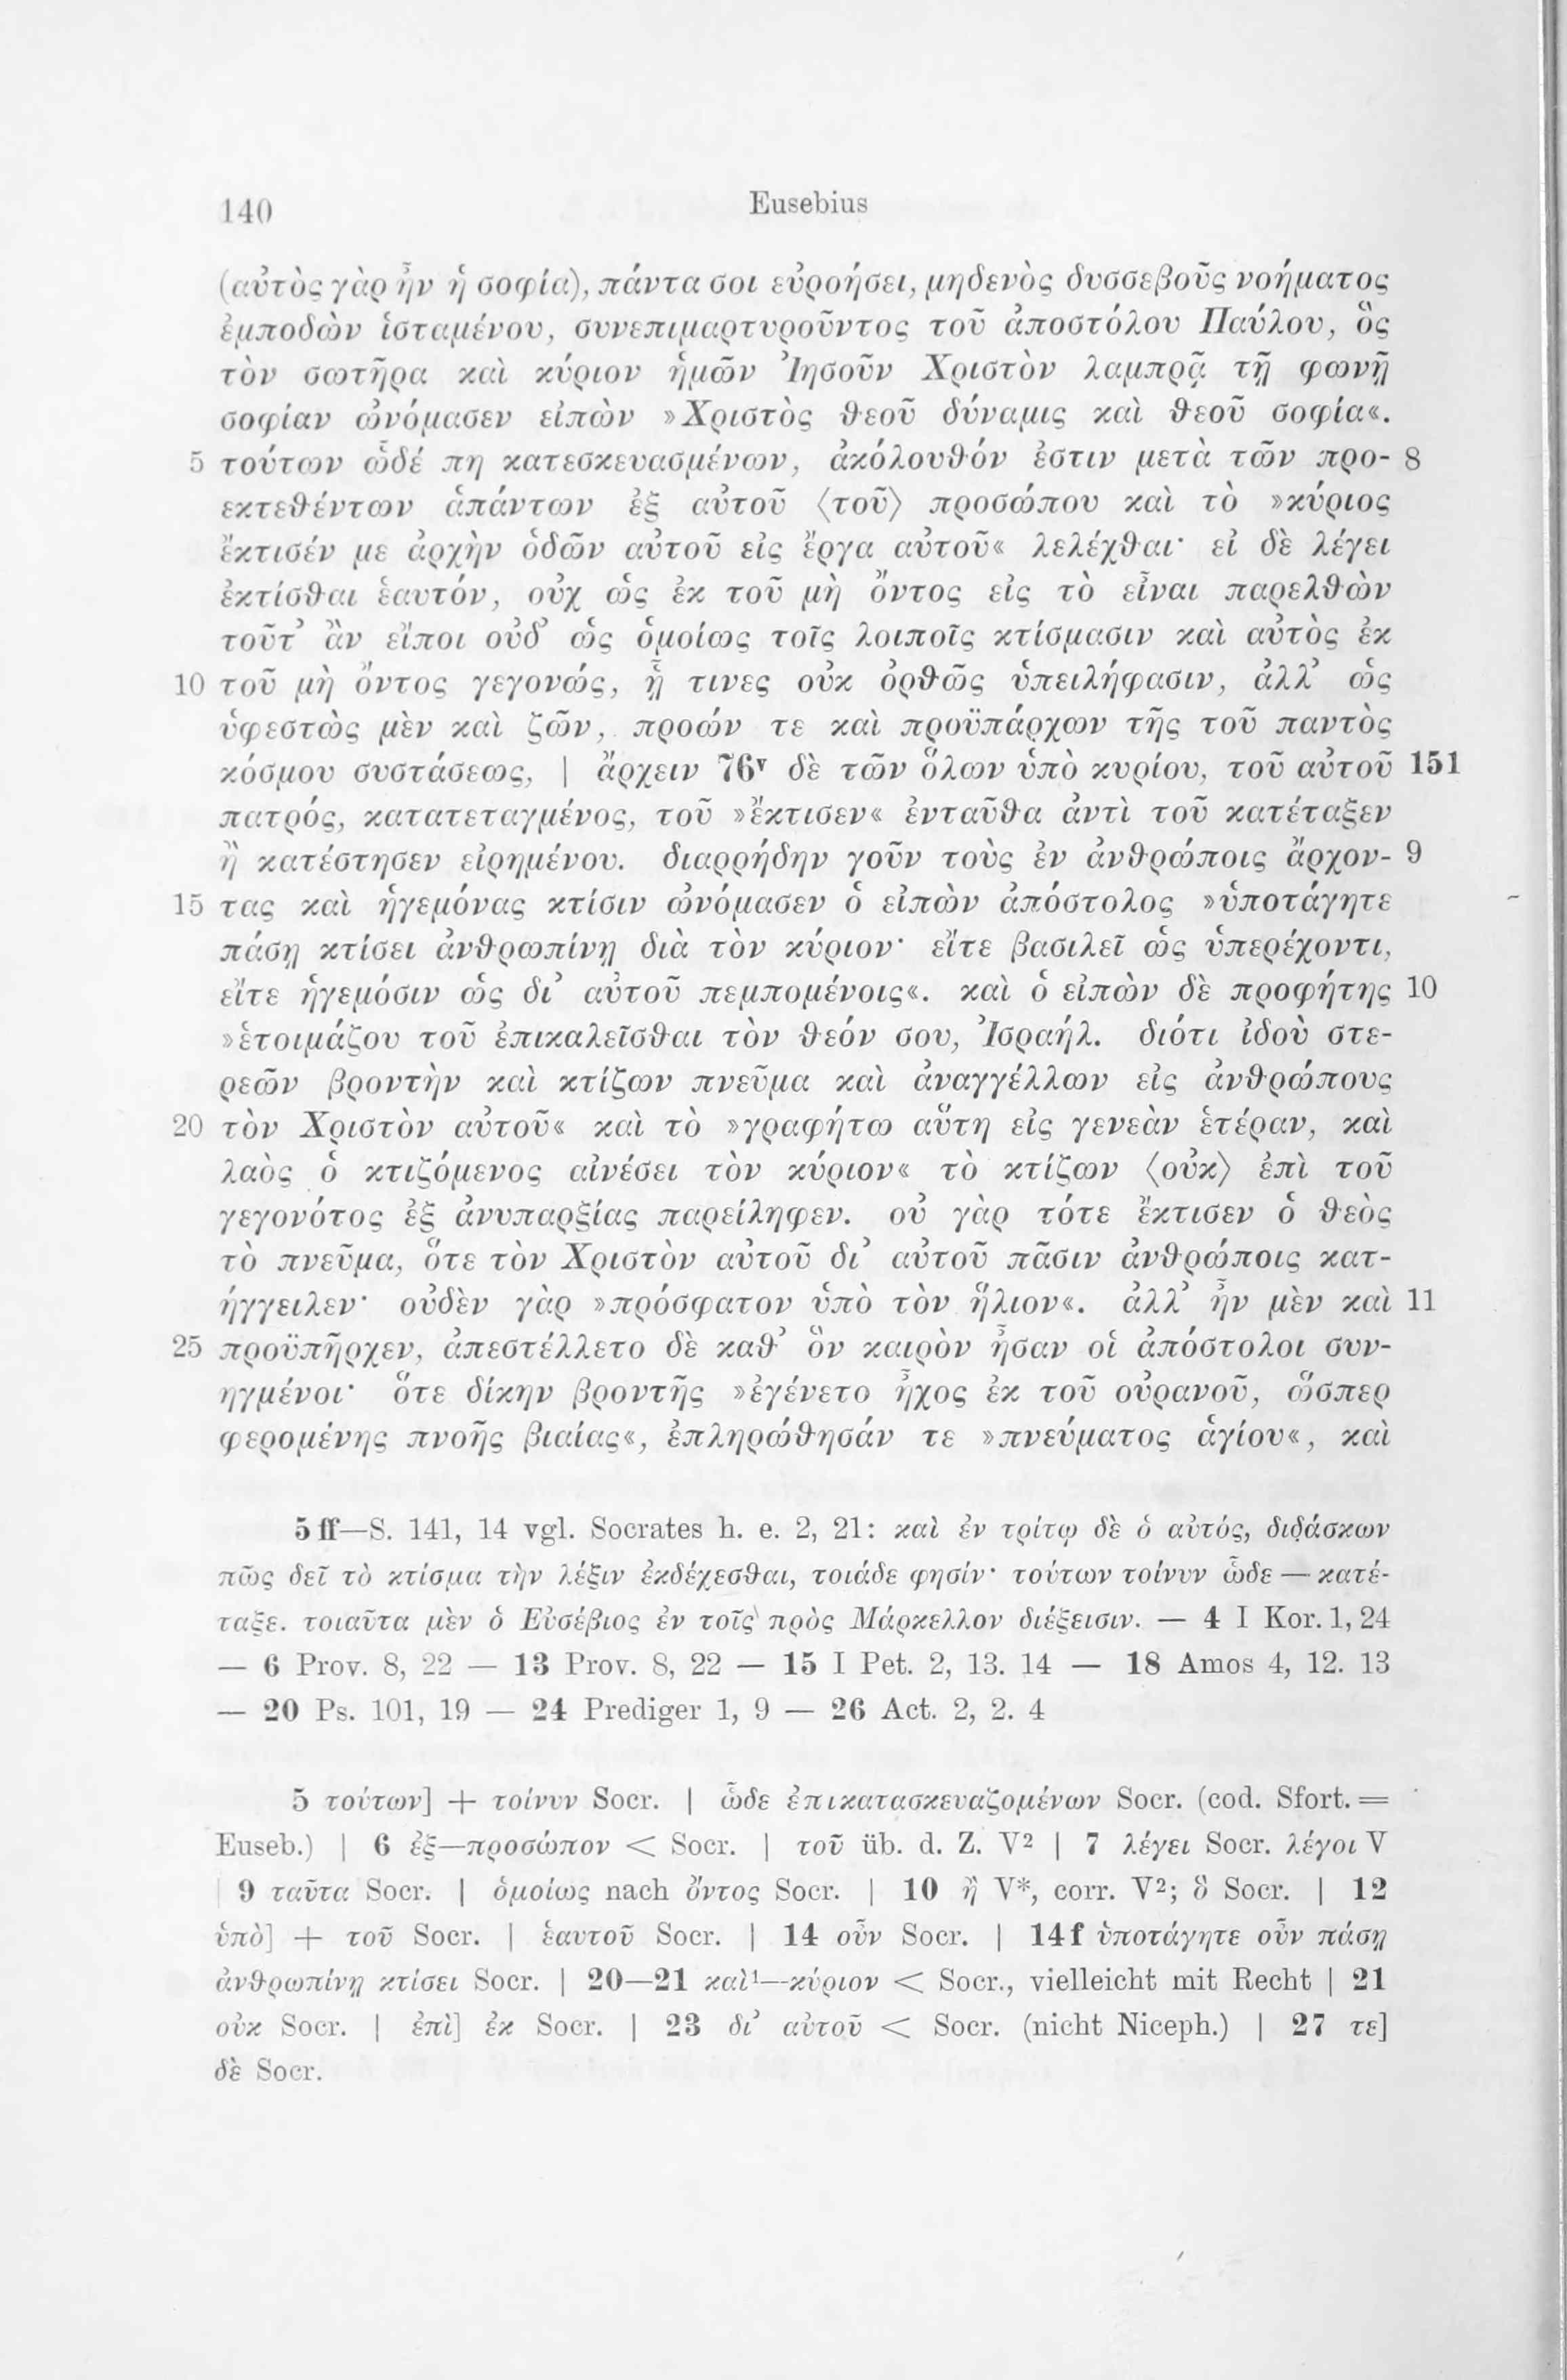 140 Eusebius
(αὐτὸς γὰρ ἦν ἡ σοφία), πάντα σοι εὐροήσει, μηδενὸς δυσσεβοῦς νοήματος
ἐμποδὼν ἱσταμένου, συνεπιμαρτυροῦντος τοῦ ἀποστόλου Παύλου, ὃς
τὸν σωτῆρα καὶ κύριον ἡμῶν Ἰησοῦν Χριστὸν λαμπρᾷ τῇ φωνῇ
σοφίαν ὠνόμασεν εἰπὼν »Χριστὸς θεοῦ δύναμις καὶ θεοῦ σοφία«.
5 τούτων ὧδέ πη κατεσκευασμένων, ἀκόλουθόν ἐστιν μετὰ τῶν προ- 8
εκτεθέντων ἁπάντων ἐξ αὐτοῦ 〈τοῦ〉 προσώπου καὶ τὸ »κύριος
ἔκτισέν με ἀρχὴν ὁδῶν αὐτοῦ εἰς ἔργα αὐτοῦ« λελέχθαι· εἰ δὲ λέγει
ἐκτίσθαι ἑαυτόν, οὐχ ὡς ἐκ τοῦ μὴ ὄντος εἰς τὸ εἶναι παρελθὼν
τοῦτ’ ἂν εἴποι οὐδ’ ὡς ὁμοίως τοῖς λοιποῖς κτίσμασιν καὶ αὐτὸς ἐκ
10 τοῦ μὴ ὄντος γεγονώς, ᾗ τινες οὐκ ὀρθῶς ὑπειλήφασιν, ἀλλ’ ὡς
ὑφεστὼς μὲν καὶ ζῶν, προών τε καὶ προϋπάρχων τῆς τοῦ παντὸς
κόσμου συστάσεως, | ἄρχειν 76ᵛ δὲ τῶν ὅλων ὑπὸ κυρίου, τοῦ αὐτοῦ 151
πατρός, κατατεταγμένος, τοῦ »ἔκτισεν« ἐνταῦθα ἀντὶ τοῦ κατέταξεν
ἢ κατέστησεν εἰρημένου. διαρρήδην γοῦν τοὺς ἐν ἀνθρώποις ἄρχον- 9
15 τας καὶ ἡγεμόνας κτίσιν ὠνόμασεν ὁ εἰπὼν ἀπόστολος »ὑποτάγητε
πάσῃ κτίσει ἀνθρωπίνῃ διὰ τὸν κύριον· εἴτε βασιλεῖ ὡς ὑπερέχοντι,
εἴτε ἡγεμόσιν ὡς δι’ αὐτοῦ πεμπομένοις«. καὶ ὁ εἰπὼν δὲ προφήτης 10
»ἑτοιμάζου τοῦ ἐπικαλεῖσθαι τὸν θεόν σου, Ἰσραήλ. διότι ἰδοὺ στε-
ρεῶν βροντὴν καὶ κτίζων πνεῦμα καὶ ἀναγγέλλων εἰς ἀνθρώπους
20 τὸν Χριστὸν αὐτοῦ« καὶ τὸ »γραφήτω αὕτη εἰς γενεὰν ἑτέραν, καὶ
λαὸς ὁ κτιζόμενος αἰνέσει τὸν κύριον« τὸ κτίζων 〈οὐκ〉 ἐπὶ τοῦ
γεγονότος ἐξ ἀνυπαρξίας παρείληφεν. οὐ γὰρ τότε ἔκτισεν ὁ θεὸς
τὸ πνεῦμα, ὅτε τὸν Χριστὸν αὐτοῦ δι’ αὐτοῦ πᾶσιν ἀνθρώποις κατ-
ήγγειλεν· οὐδὲν γὰρ »πρόσφατον ὑπὸ τὸν ἥλιον«. ἀλλ’ ἦν μὲν καὶ 11
25 προϋπῆρχεν, ἀπεστέλλετο δὲ καθ’ ὃν καιρὸν ἦσαν οἱ ἀπόστολοι συν-
ηγμένοι· ὅτε δίκην βροντῆς »ἐγένετο ἦχος ἐκ τοῦ οὐρανοῦ, ὥσπερ
φερομένης πνοῆς βιαίας«, ἐπληρώθησάν τε »πνεύματος ἁγίου«, καὶ
5 ff—S. 141, 14 vgl. Socrates h. e. 2, 21: καὶ ἐν τρίτῳ δὲ ὁ αὐτός, διδάσκων
πῶς δεῖ τὸ κτίσμα τὴν λέξιν ἐκδέχεσθαι, τοιάδε φησίν· τούτων τοίνυν ὧδε — κατέ-
ταξε. τοιαῦτα μὲν ὁ Εὐσέβιος ἐν τοῖς πρὸς Μάρκελλον διέξεισιν. — 4 I Kor. 1, 24
— 6 Prov. 8, 22 — 13 Prov. 8, 22 — 15 I Pet. 2, 13. 14 — 18 Amos 4, 12. 13
— 20 Ps. 101, 19 — 24 Prediger 1, 9 — 26 Act. 2, 2. 4
5 τούτων] + τοίνυν Socr. | ὧδε ἐπικατασκευαζομένων Socr. (cod. Sfort. =
Euseb.) | 6 ἐξ—προσώπου < Socr. | τοῦ üb. d. Z. V² | 7 λέγει Socr. λέγοι V
| 9 ταῦτα Socr. | ὁμοίως nach ὄντος Socr. | 10 ἢ V*, corr. V²; ὃ Socr. | 12
ὑπὸ] + τοῦ Socr. | ἑαυτοῦ Socr. | 14 οὖν Socr. | 14 f ὑποτάγητε οὖν πάσῃ
ἀνθρωπίνῃ κτίσει Socr. | 20—21 καὶ¹—κύριον < Socr., vielleicht mit Recht | 21
οὐκ Socr. | ἐπὶ] ἐκ Socr. | 23 δι’ αὐτοῦ < Socr. (nicht Niceph.) | 27 τε]
δὲ Socr.